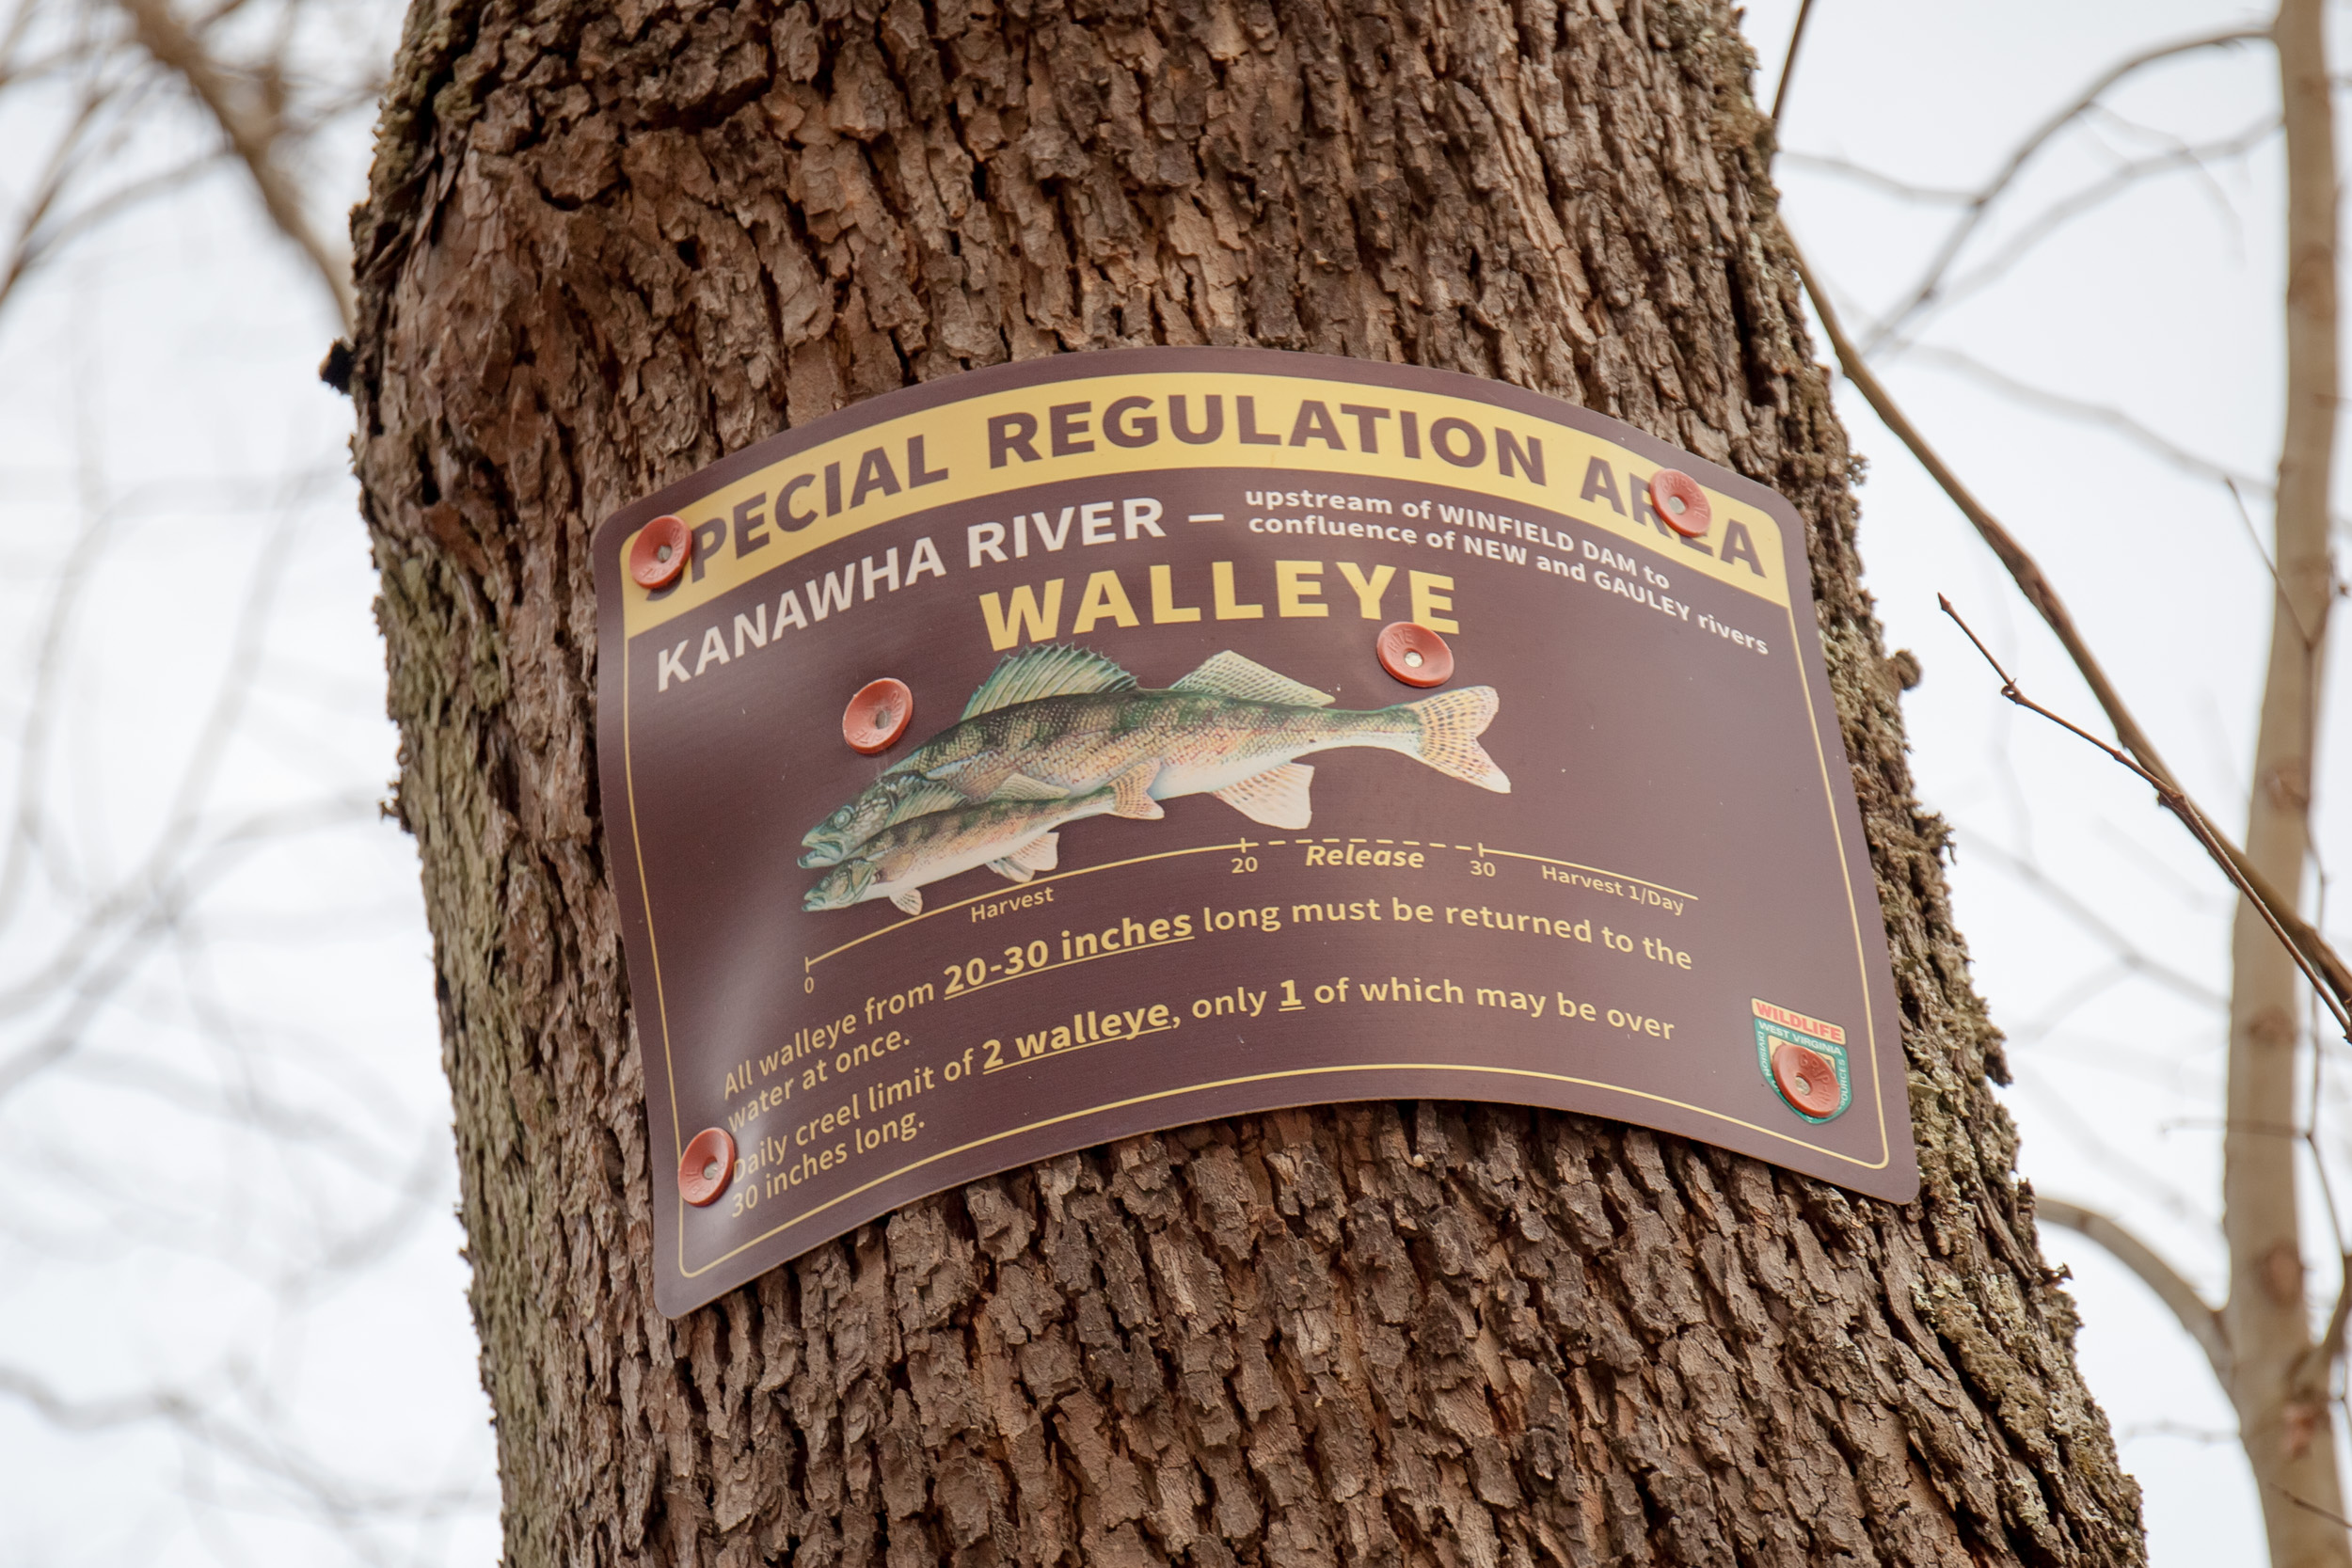 SPECIAL REGULATION AREA
KANAWHA RIVER –
upstream of WINFIELD DAM to
confluence of NEW and GAULEY rivers
WALLEYE
0
Harvest
20
Release
30
Harvest 1/Day
All walleye from 20-30 inches long must be returned to the
water at once.
Daily creel limit of 2 walleye, only 1 of which may be over
30 inches long.
WILDLIFE
WEST VIRGINIA